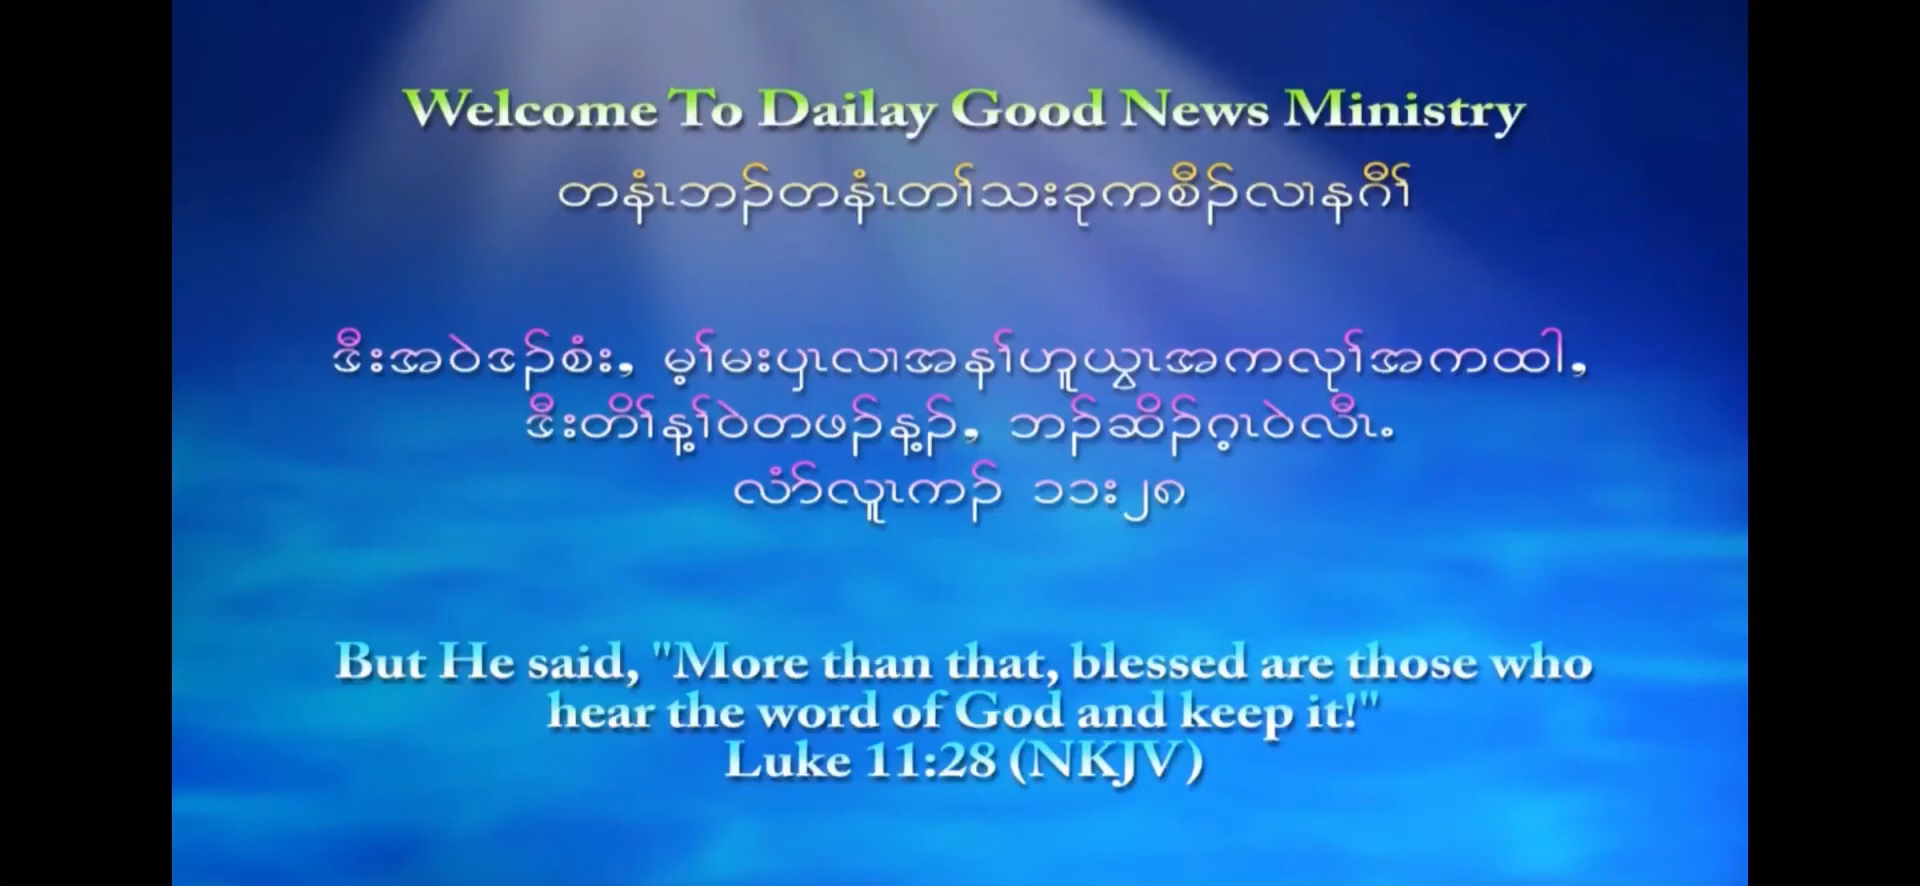 Welcome To Dailay Good News Ministry
တနံၤဘၣ်တနံၤတၢ်သးခုကစီၣ်လၢနဂီၢ်
ဒီးအဝဲဒၣ်စံး, မ့ၢ်မးပှၤလၢအနၢ်ဟူယွၤအကလုၢ်အကထါ,
ဒီးတိၢ်န့ၢ်ဝဲတဖၣ်န့ၣ်, ဘၣ်ဆိၣ်ဂ့ၤဝဲလီၤ.
လံာ်လူၤကၣ် ၁၁း၂၈
But He said, "More than that, blessed are those who
hear the word of God and keep it!"
Luke 11:28 (NKJV)